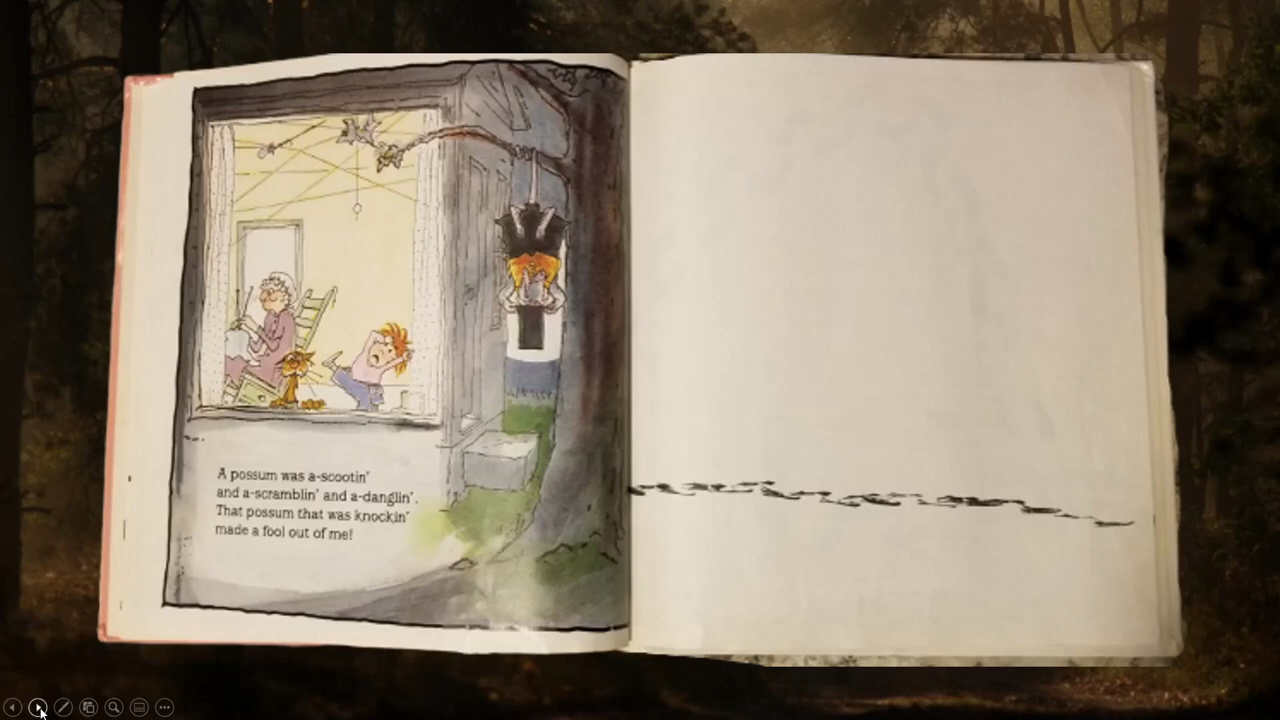 A possum was a-scootin'
and a-scramblin' and a-danglin'.
That possum that was knockin'
made a fool out of me!